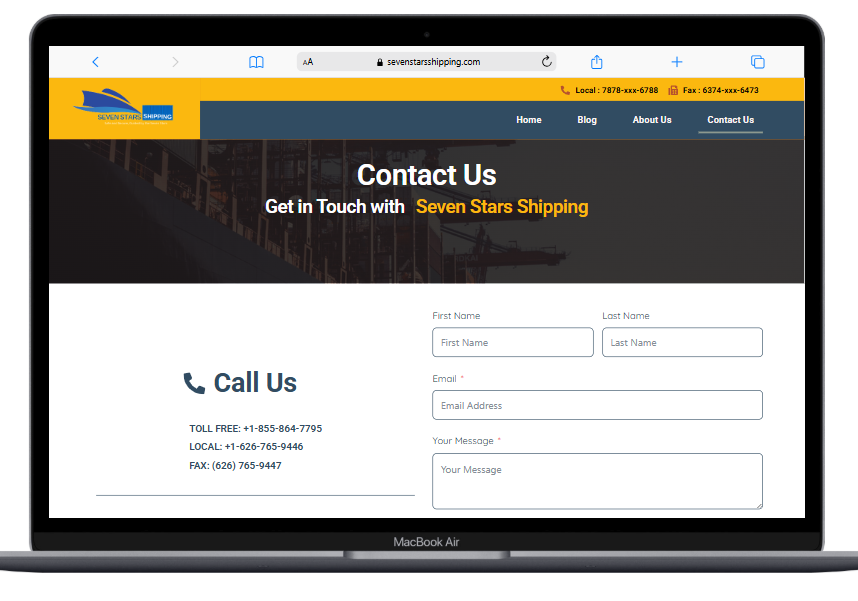 AA
sevenstarsshipping.com
Local : 7878-xxx-6788
Fax : 6374-xxx-6473
SEVEN STARS SHIPPING
Home
Blog
About Us
Contact Us
Contact Us
Get in Touch with Seven Stars Shipping
First Name
Last Name
First Name
Last Name
Call Us
Email *
Email Address
TOLL FREE: +1-855-864-7795
LOCAL: +1-626-765-9446
FAX: (626) 765-9447
Your Message *
Your Message
MacBook Air